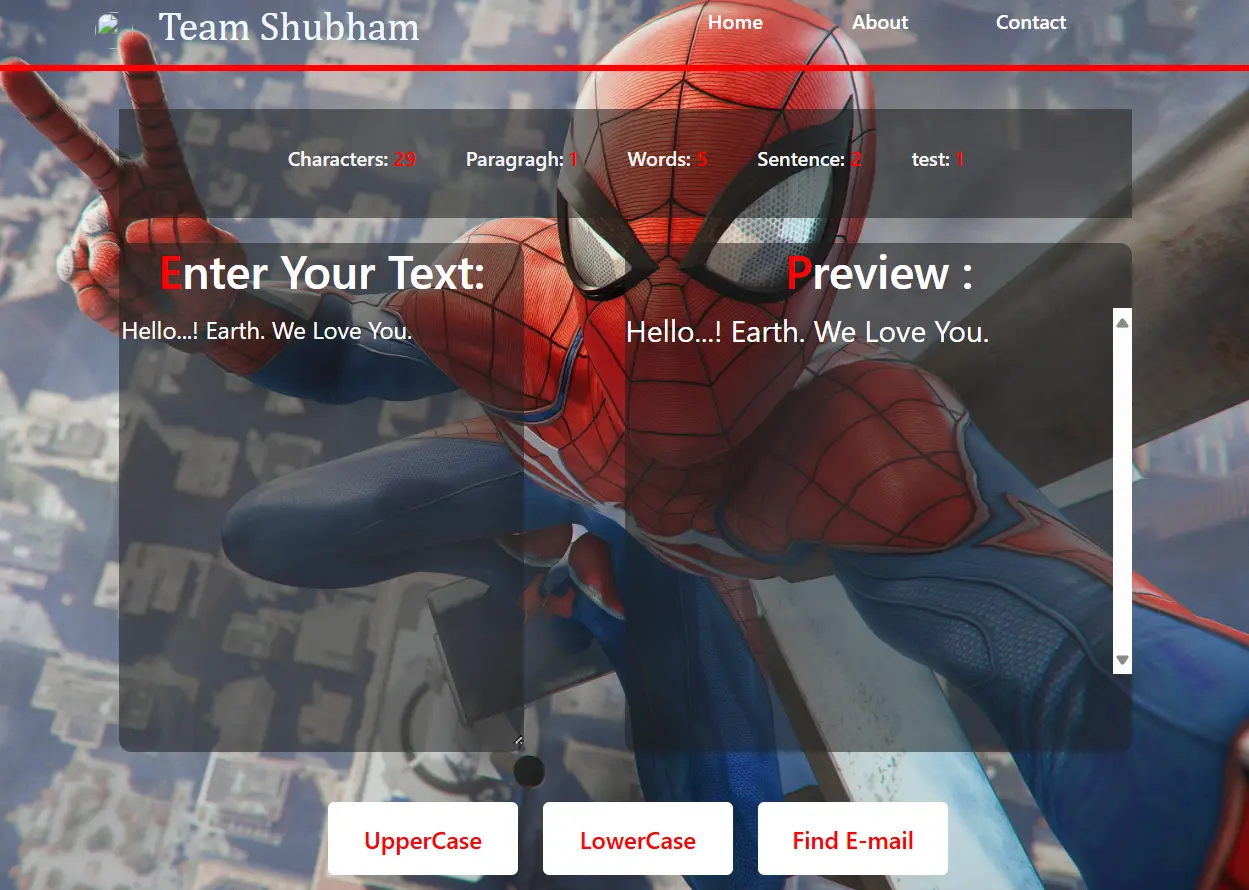 Team Shubham Home About Contact
Characters: 29 Paragragh: 1 Words: 5 Sentence: 2 test: 1
Enter Your Text: Preview :
Hello...! Earth. We Love You. Hello...! Earth. We Love You.
UpperCase LowerCase Find E-mail